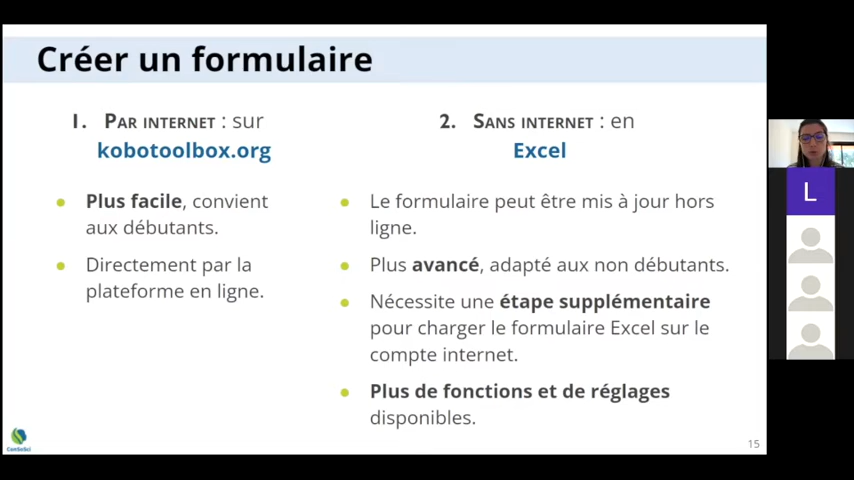 Créer un formulaire
1. Par internet : sur
kobotoolbox.org
Plus facile, convient
aux débutants.
Directement par la
plateforme en ligne.
2. Sans internet : en
Excel
Le formulaire peut être mis à jour hors
ligne.
Plus avancé, adapté aux non débutants.
Nécessite une étape supplémentaire
pour charger le formulaire Excel sur le
compte internet.
Plus de fonctions et de réglages
disponibles.
L
ConSoSci
15